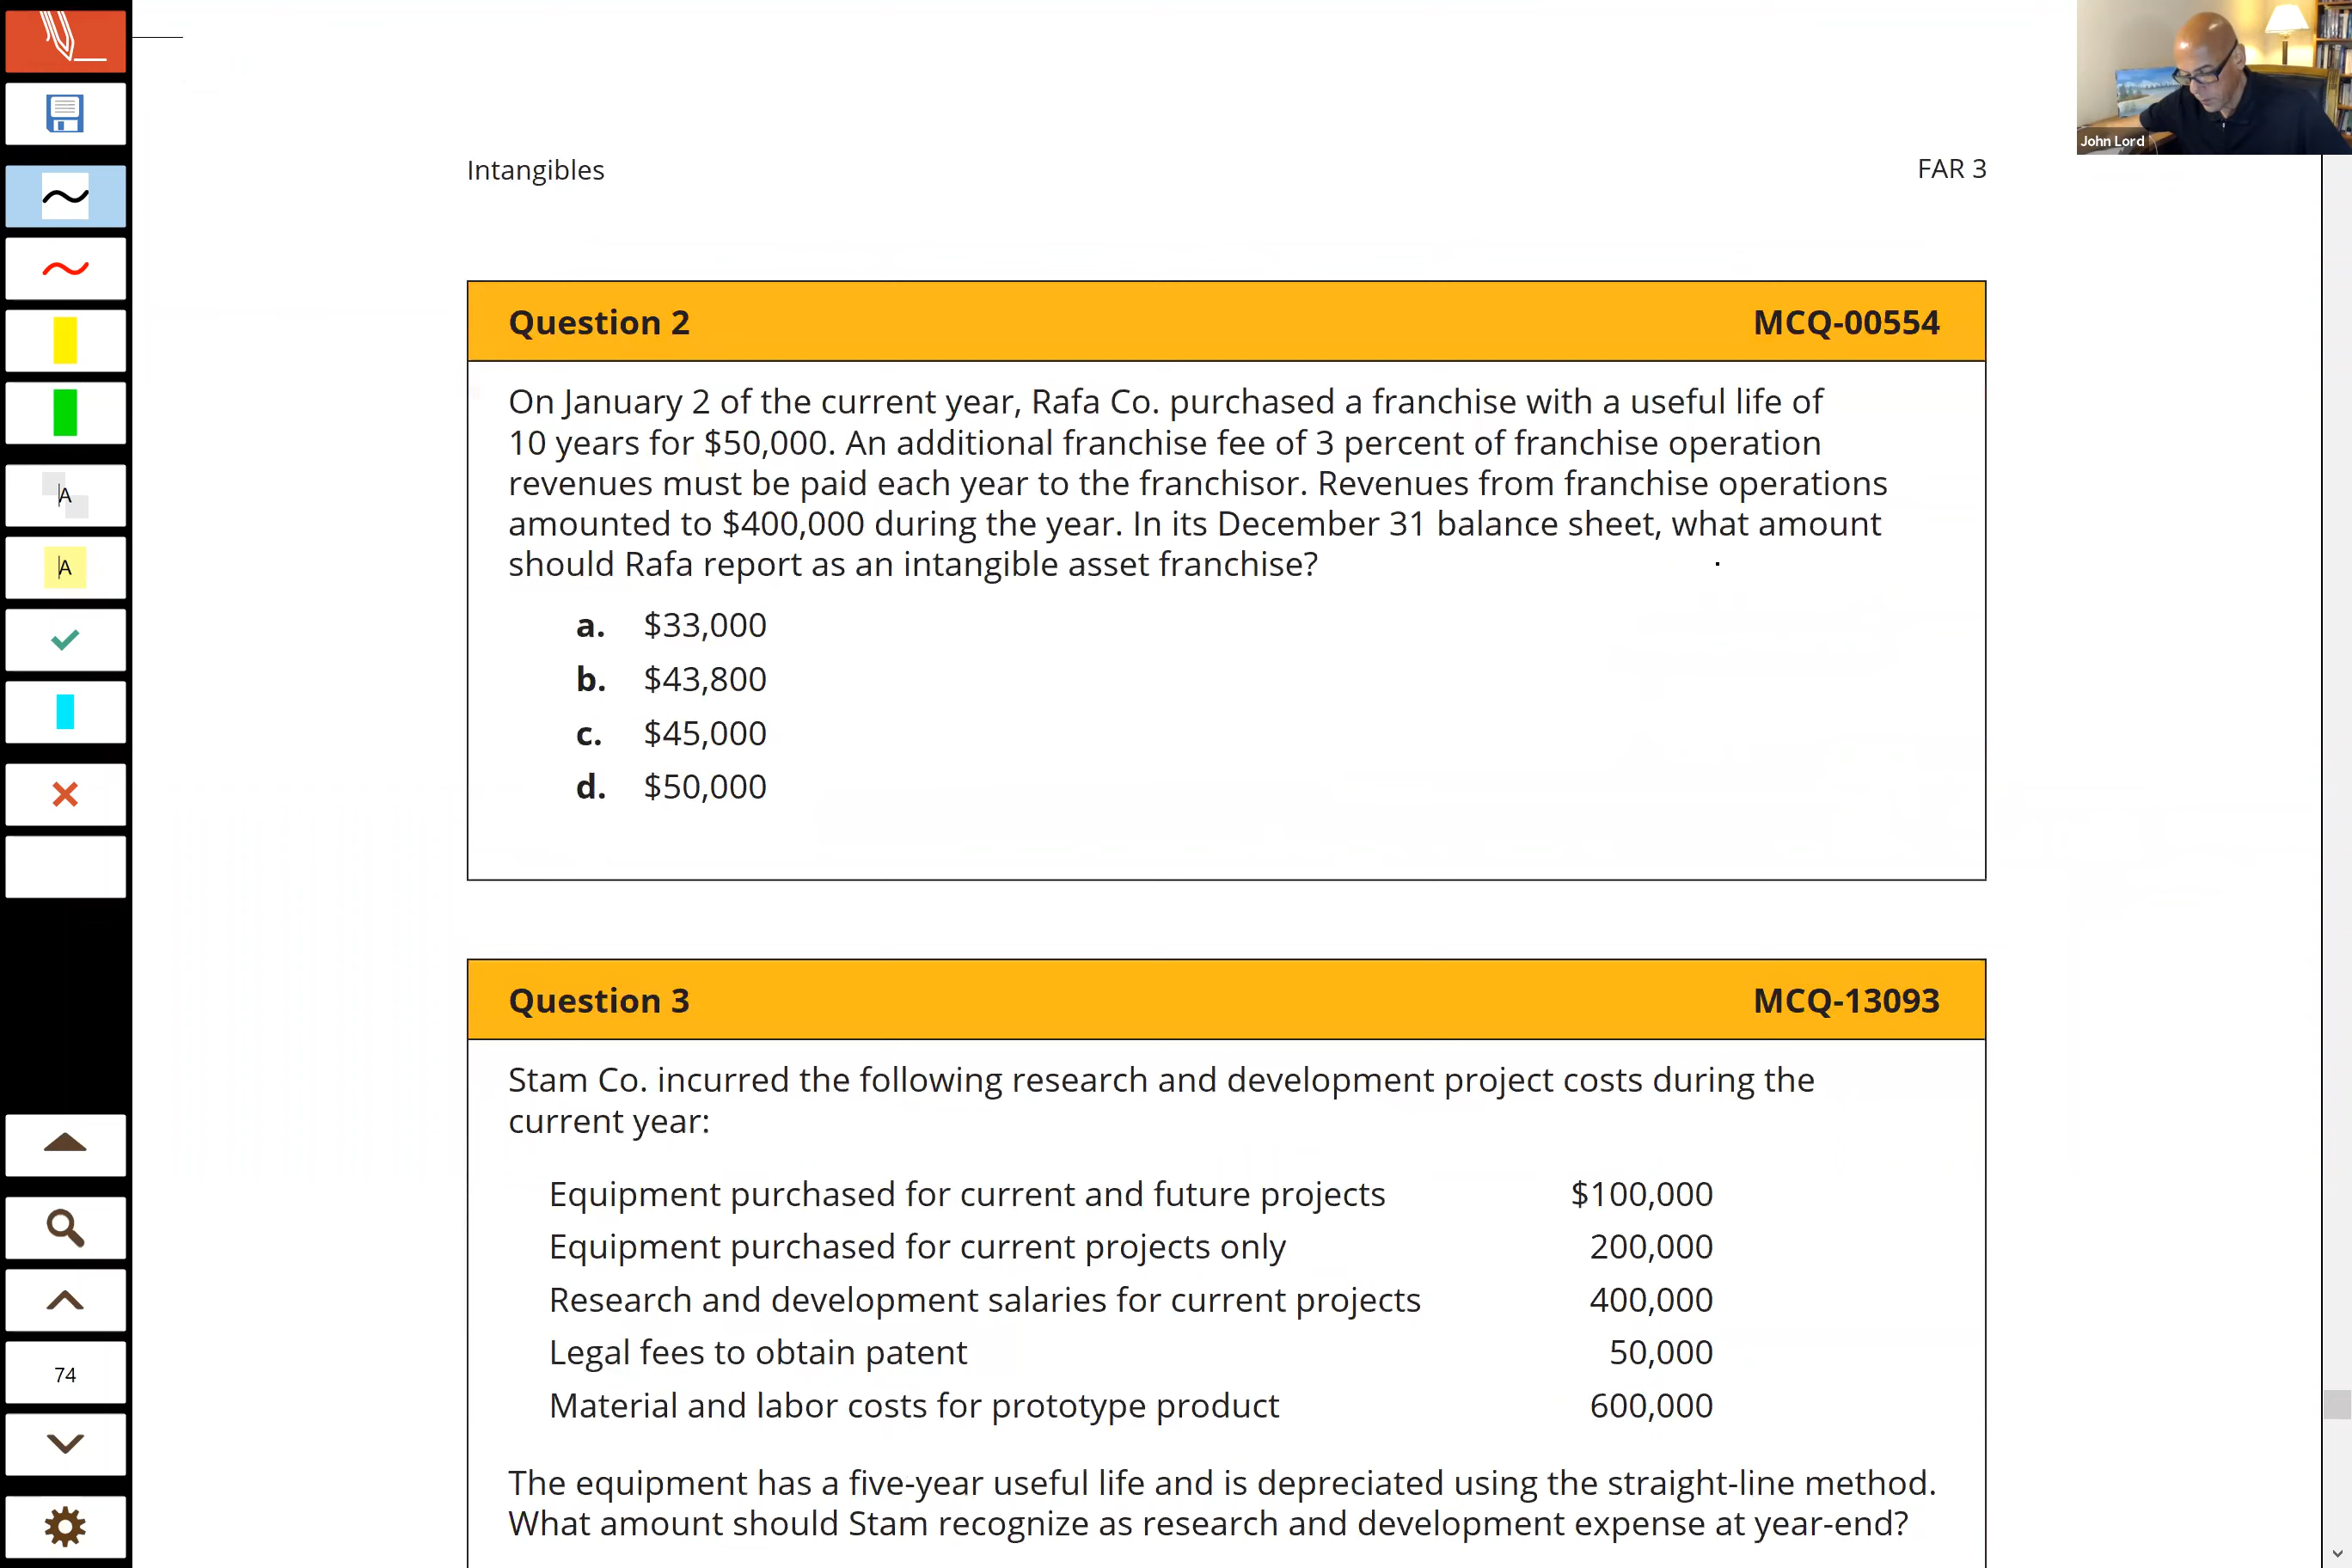 John Lord
Intangibles
FAR 3
Question 2
MCQ-00554
On January 2 of the current year, Rafa Co. purchased a franchise with a useful life of
10 years for $50,000. An additional franchise fee of 3 percent of franchise operation
revenues must be paid each year to the franchisor. Revenues from franchise operations
amounted to $400,000 during the year. In its December 31 balance sheet, what amount
should Rafa report as an intangible asset franchise?
a. $33,000
b. $43,800
c. $45,000
d. $50,000
Question 3
MCQ-13093
Stam Co. incurred the following research and development project costs during the
current year:
Equipment purchased for current and future projects $100,000
Equipment purchased for current projects only 200,000
Research and development salaries for current projects 400,000
Legal fees to obtain patent 50,000
Material and labor costs for prototype product 600,000
The equipment has a five-year useful life and is depreciated using the straight-line method.
What amount should Stam recognize as research and development expense at year-end?
A
A
74